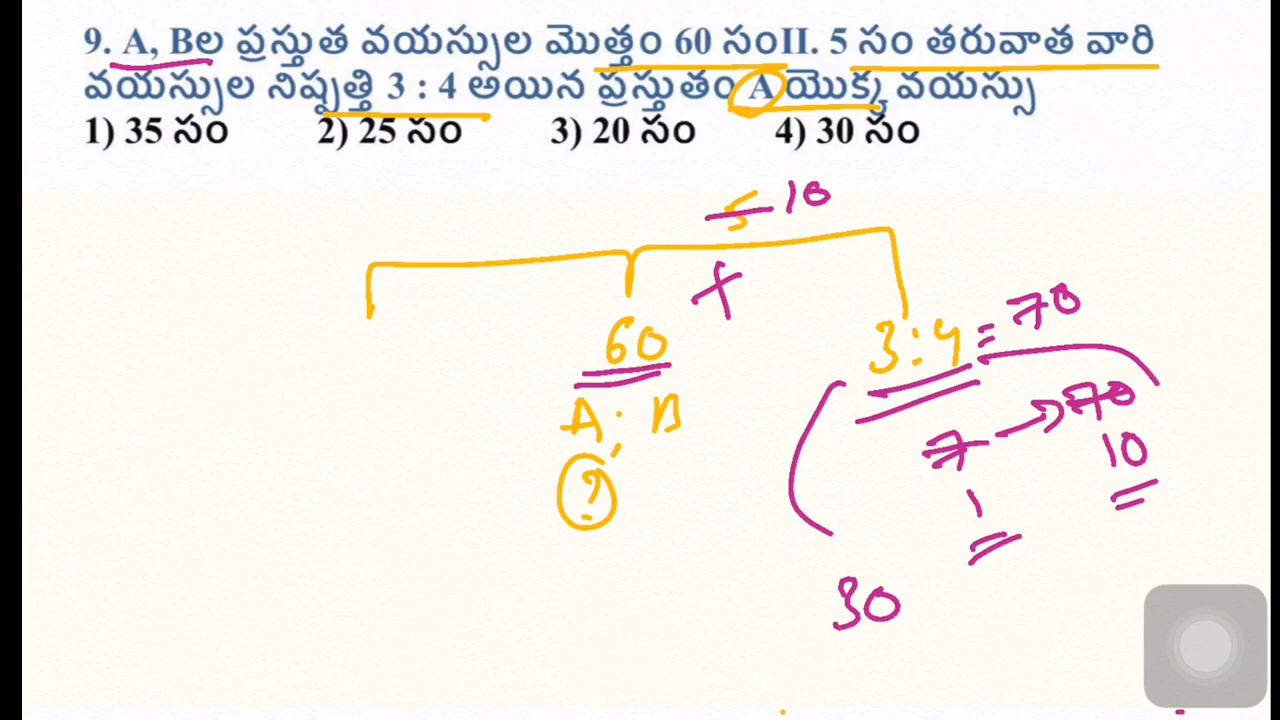 9. A, Bల ప్రస్తుత వయస్సుల మొత్తం 60 సంII. 5 సం తరువాత వారి
వయస్సుల నిష్పత్తి 3 : 4 అయిన ప్రస్తుతం A యొక్క వయస్సు
1) 35 సం 2) 25 సం 3) 20 సం 4) 30 సం
5 10
60 3:4 = 70
A : B 7 → 70
? 1 10
30